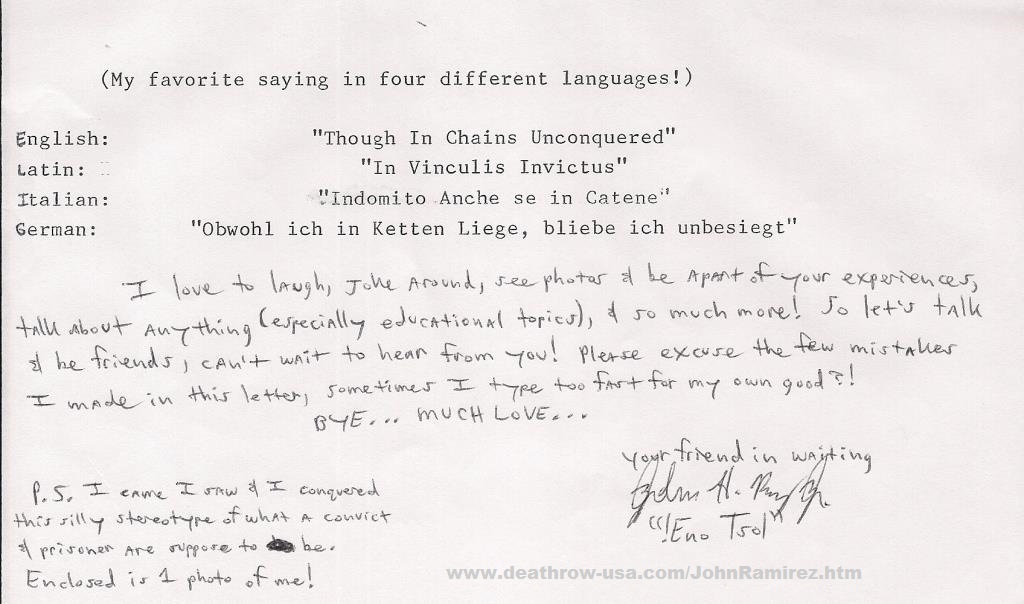 (My favorite saying in four different languages!)
English: "Though In Chains Unconquered"
Latin: "In Vinculis Invictus"
Italian: "Indomito Anche se in Catene"
German: "Obwohl ich in Ketten Liege, bliebe ich unbesiegt"
I love to laugh, joke around, see photos & be apart of your experiences,
talk about anything (especially educational topics), & so much more! So let's talk
& be friends, can't wait to hear from you! Please excuse the few mistakes
I made in this letter, sometimes I type too fast for my own good?!
BYE... MUCH LOVE...
your friend in waiting
"!Eno Tsol"
P.S. I came I saw & I conquered
this silly stereotype of what a convict
& prisoner are suppose to be.
Enclosed is 1 photo of me!
www.deathrow-usa.com/JohnRamirez.htm